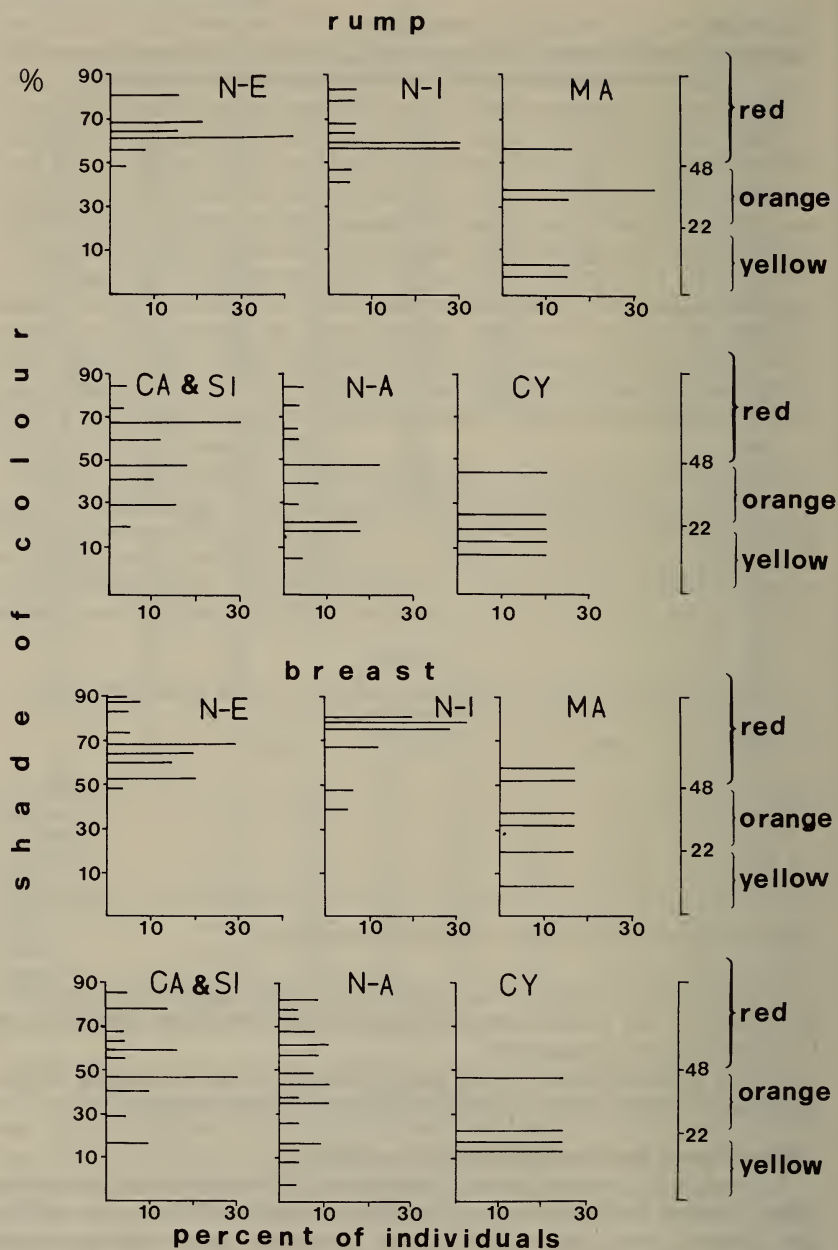 rump
% 90 N-E N-I MA
70 red
50 48
30 orange
22
10 yellow
10 20 30 40 10 20 30 10 20 30
shade of colour
90 CA & SI N-A CY
70 red
50 48
30 orange
22
10 yellow
10 30 10 30 10 30
breast
90 N-E N-I MA
70 red
50 48
30 orange
22
10 yellow
10 30 10 30 10 30
90 CA & SI N-A CY
70 red
50 48
30 orange
22
10 yellow
10 30 10 30 10 30
percent of individuals